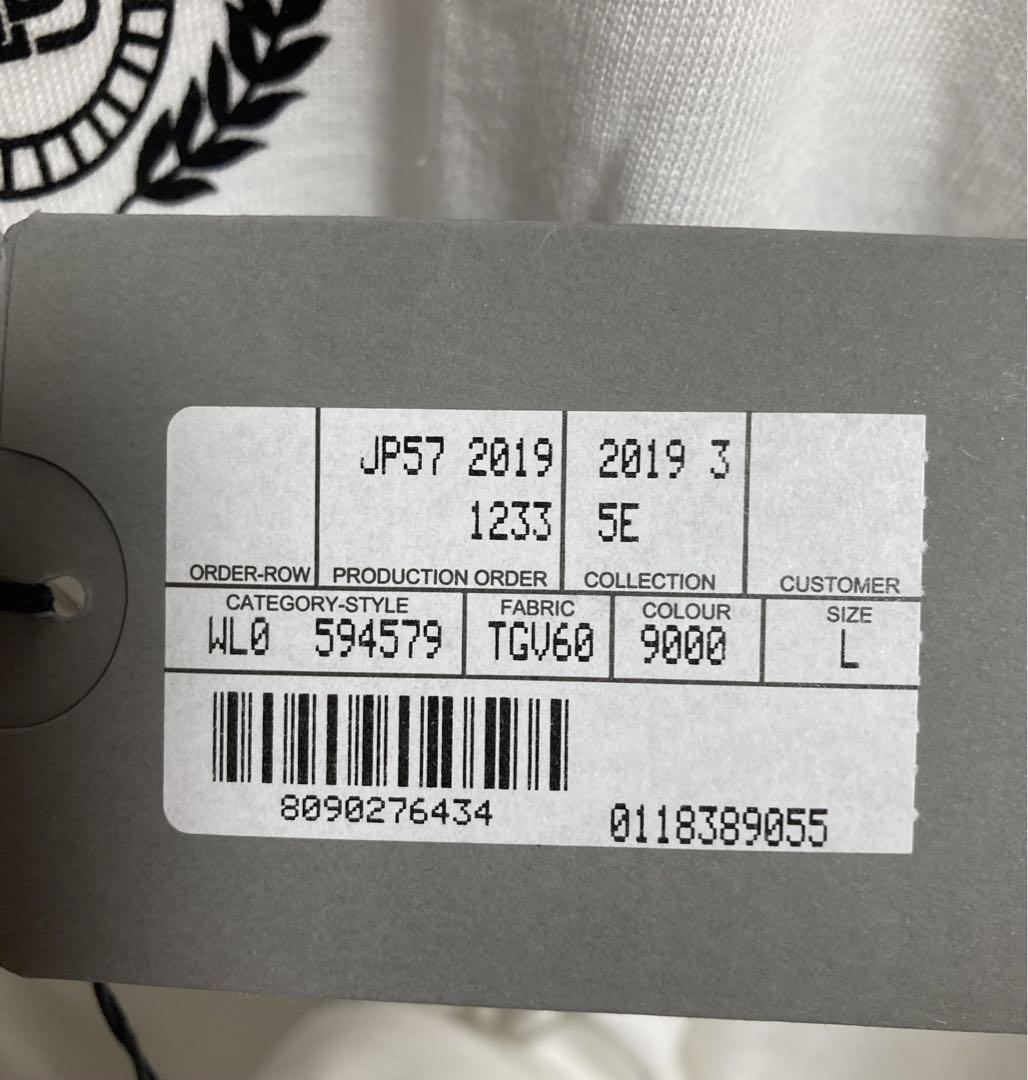 JP57 2019
1233
2019 3
5E
ORDER-ROW PRODUCTION ORDER COLLECTION CUSTOMER
CATEGORY-STYLE FABRIC COLOUR SIZE
WL0 594579 TGV60 9000 L
8090276434
0118389055